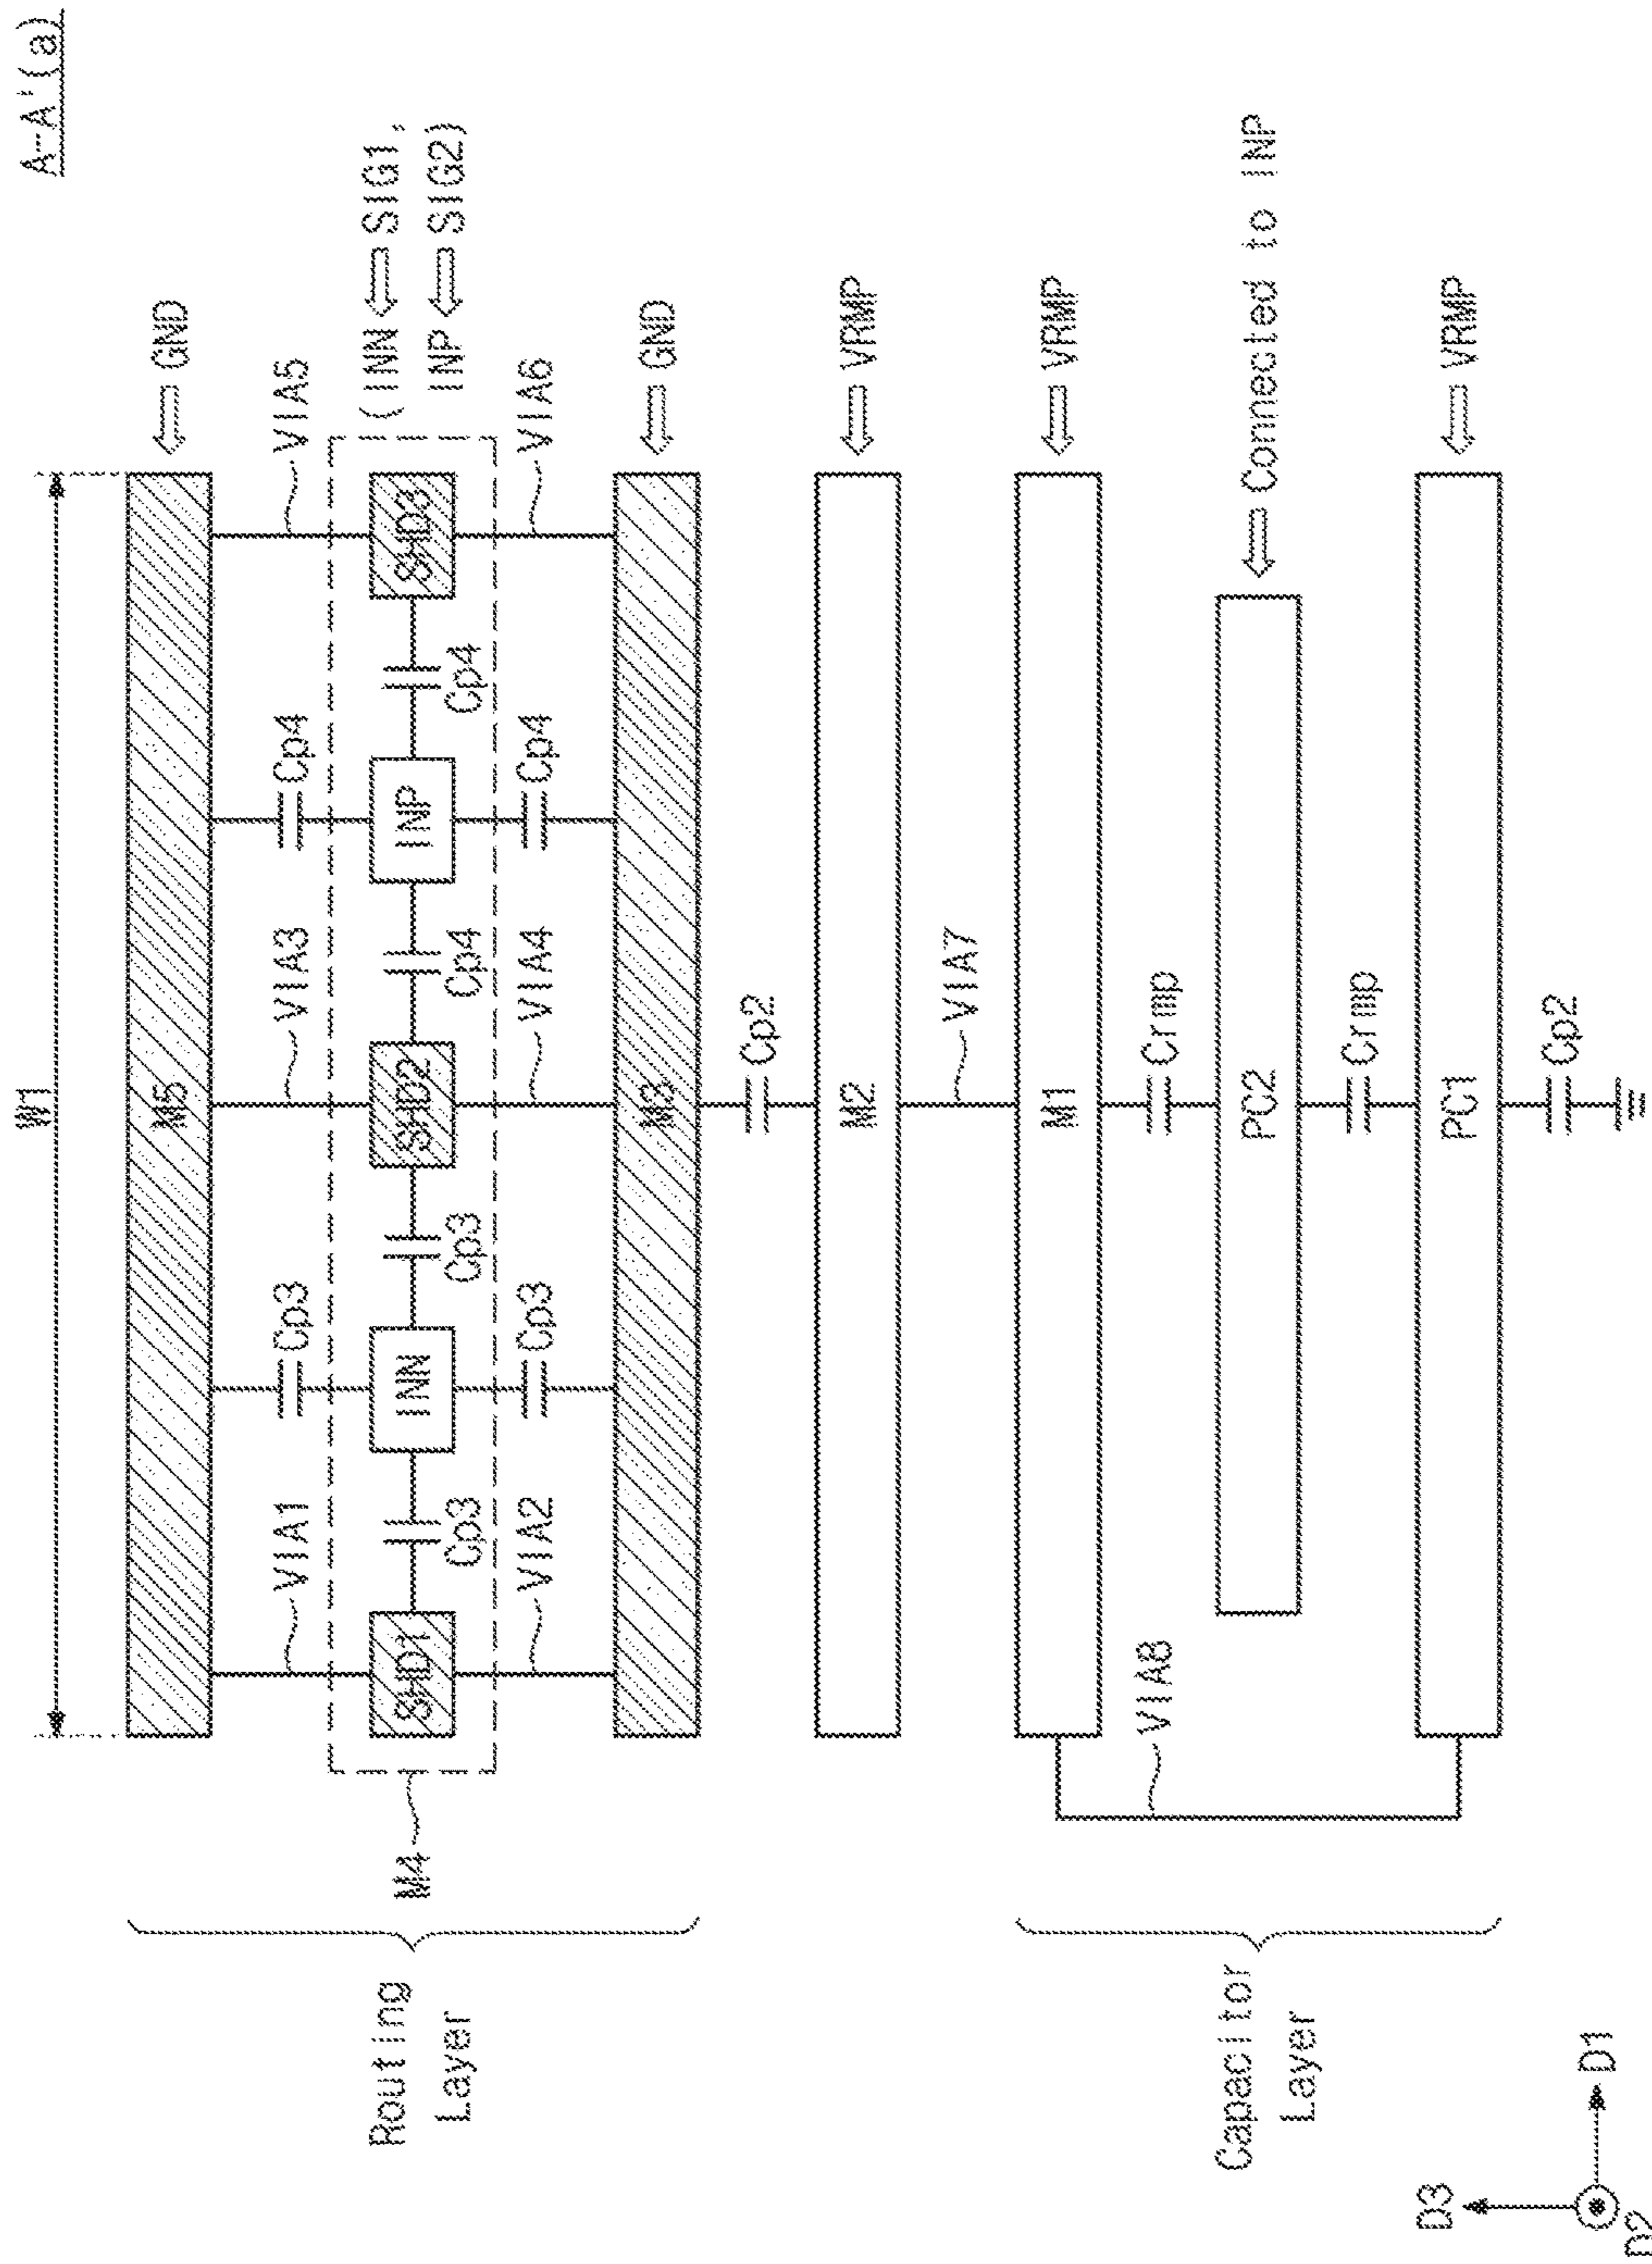 A-A'(a)
W1
M5
GND
VIA1
Cp3
VIA3
Cp4
VIA5
M4
SHD1
Cp3
INN
Cp3
SHD2
Cp4
INP
Cp4
SHD3
(INN SIG1,
INP SIG2)
VIA2
Cp3
VIA4
Cp4
VIA6
M3
GND
Routing
Layer
Cp2
M2
VRMP
VIA7
M1
VRMP
VIA8
Crmp
PC2
Connected to INP
Crmp
PC1
VRMP
Cp2
Capacitor
Layer
D3
D1
D2